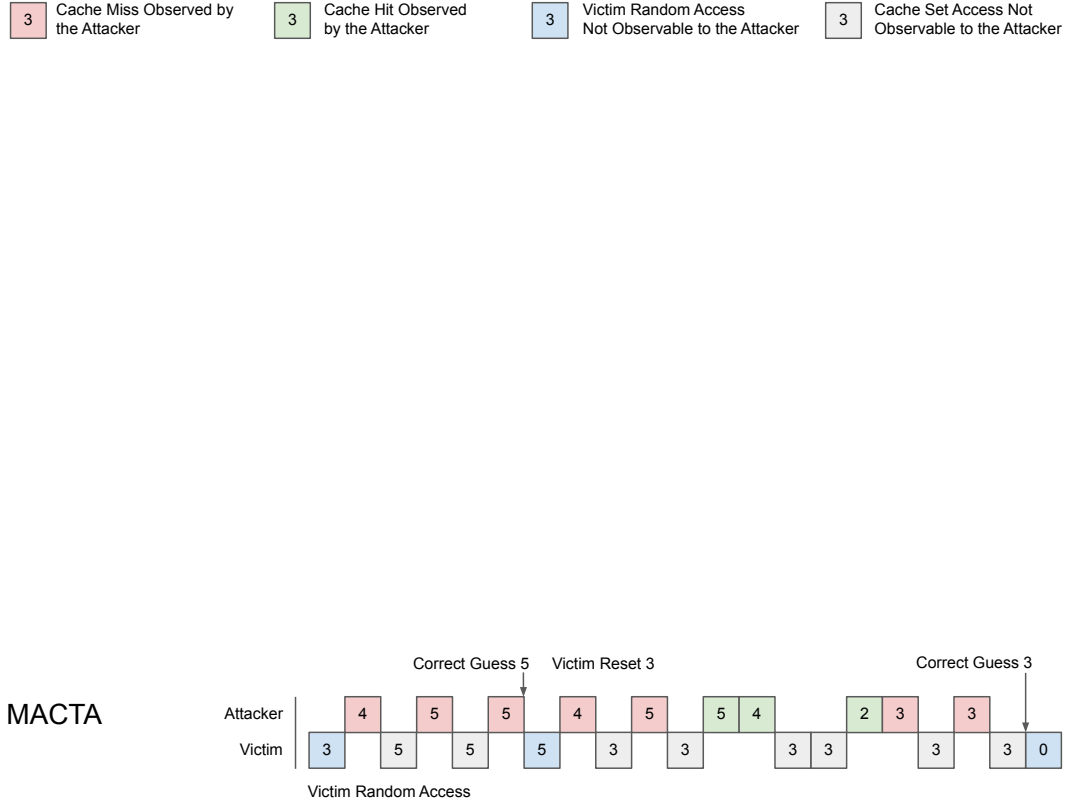 3 Cache Miss Observed by
the Attacker
3 Cache Hit Observed
by the Attacker
3 Victim Random Access
Not Observable to the Attacker
3 Cache Set Access Not
Observable to the Attacker
Correct Guess 5 Victim Reset 3 Correct Guess 3
MACTA
Attacker 4 5 5 4 5 5 4 2 3 3
Victim 3 5 5 5 3 3 3 3 3 3 0
Victim Random Access